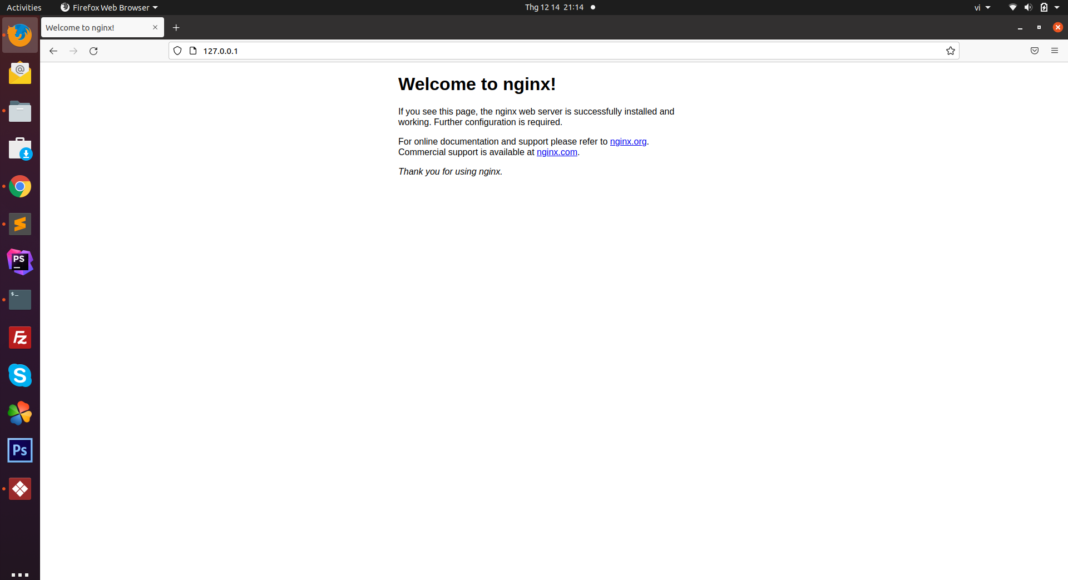 Activities
Firefox Web Browser
Thg 12 14 21:14
vi
Welcome to nginx!
127.0.0.1
Welcome to nginx!
If you see this page, the nginx web server is successfully installed and
working. Further configuration is required.
For online documentation and support please refer to nginx.org.
Commercial support is available at nginx.com.
Thank you for using nginx.
@
PS
$_
Fz
S
Ps